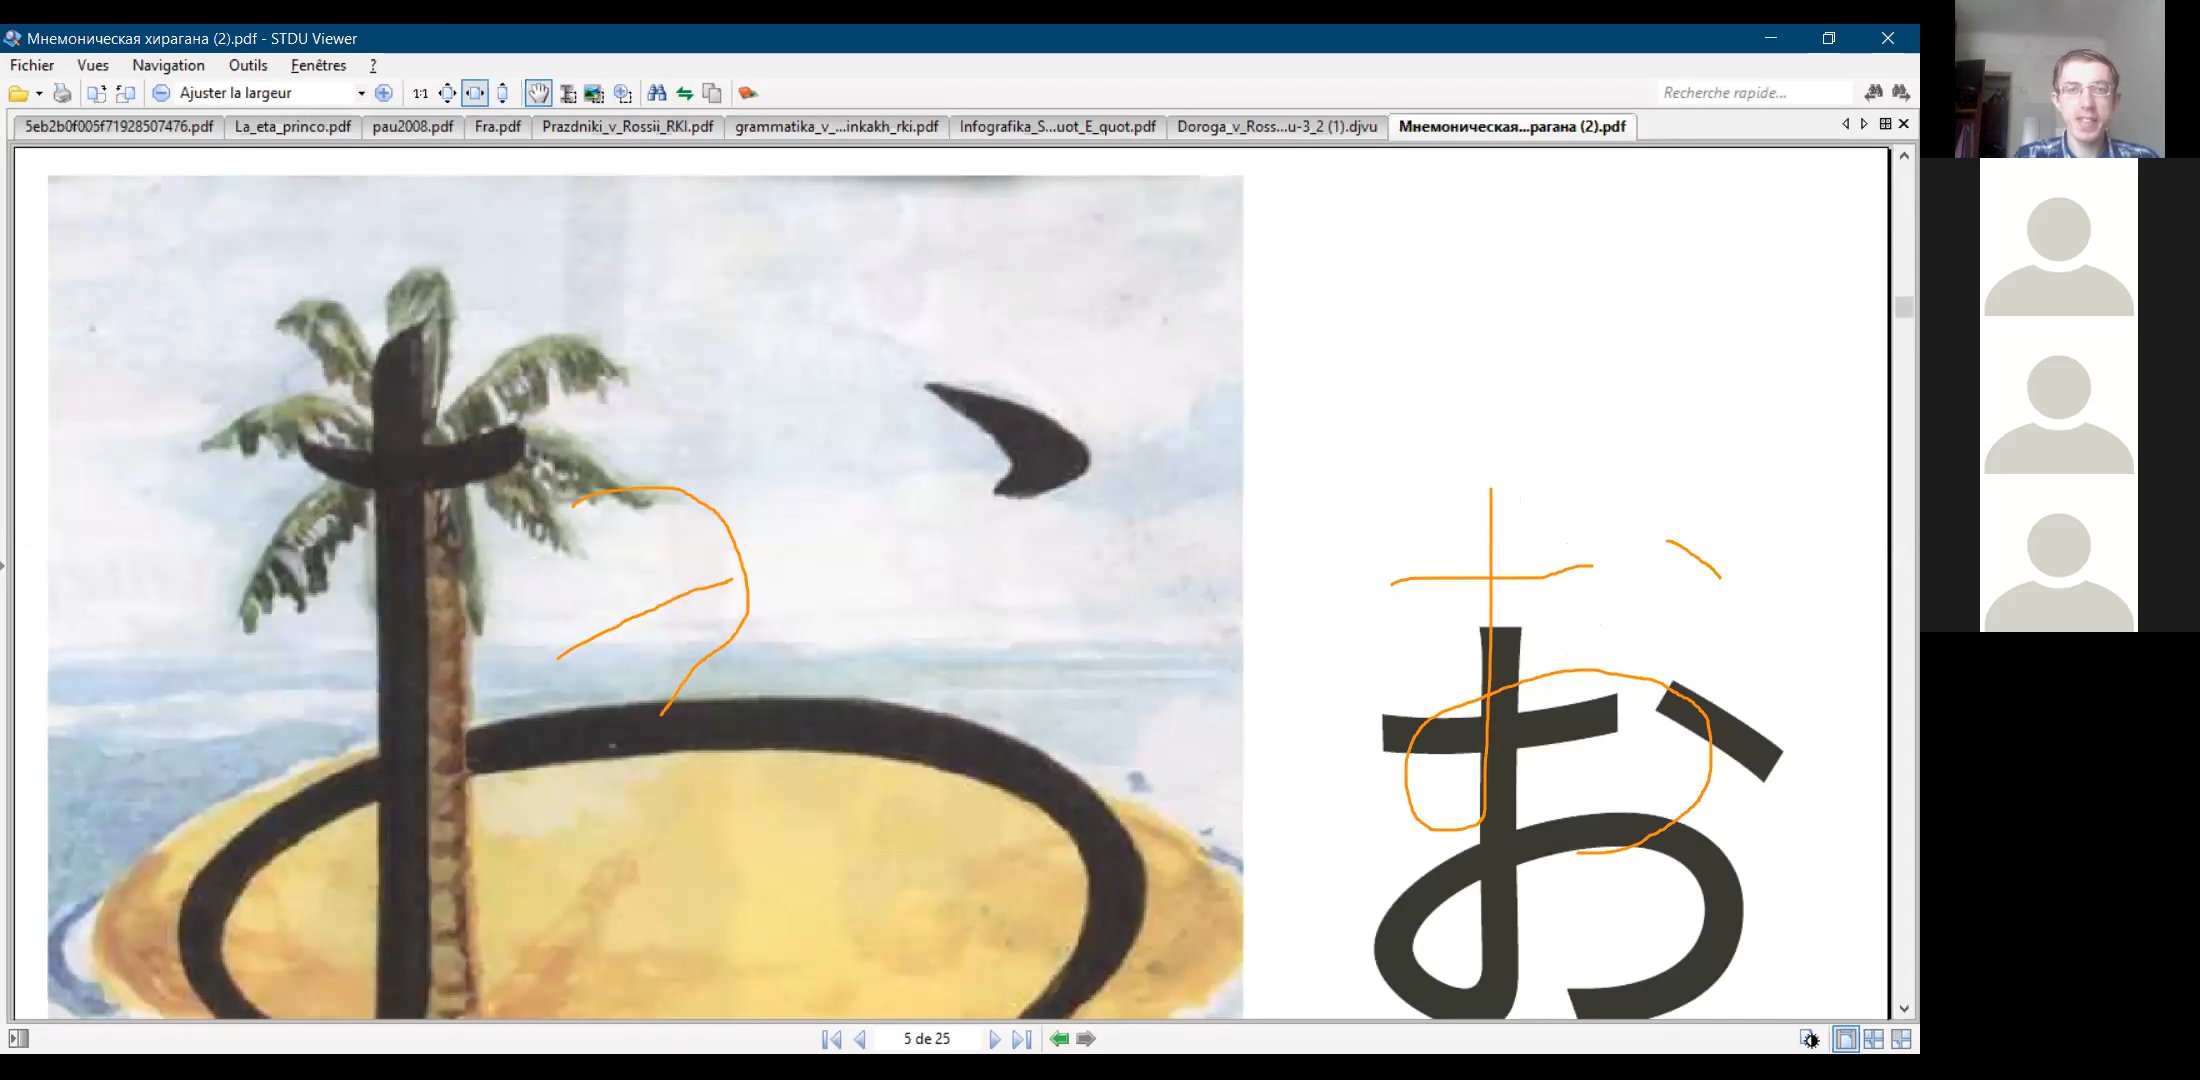 Мнемоническая хирагана (2).pdf - STDU Viewer
Fichier Vues Navigation Outils Fenêtres ?
Ajuster la largeur 1:1 Recherche rapide...
5eb2b0f005f71928507476.pdf La_eta_princo.pdf pau2008.pdf Fra.pdf Prazdniki_v_Rossii_RKI.pdf grammatika_v_...inkakh_rki.pdf Infografika_S...uot_E_quot.pdf Doroga_v_Ross...u-3_2 (1).djvu Мнемоническая...рагана (2).pdf
お
お
5 de 25